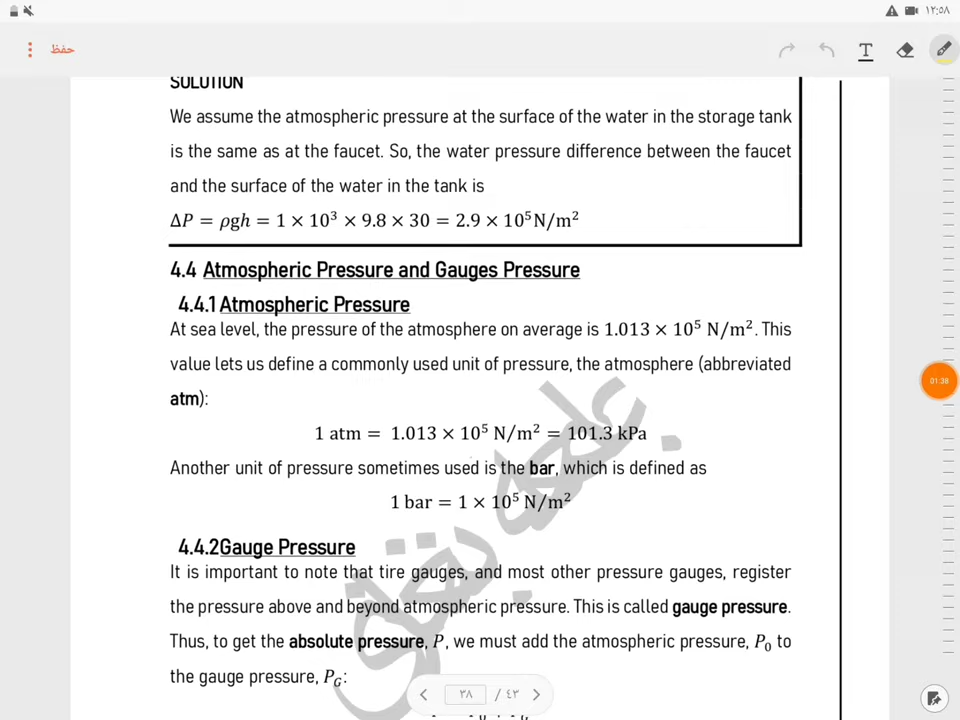 ١٢:٥٨
حفظ
T
SOLUTION
We assume the atmospheric pressure at the surface of the water in the storage tank
is the same as at the faucet. So, the water pressure difference between the faucet
and the surface of the water in the tank is
ΔP = ρgh = 1 × 10³ × 9.8 × 30 = 2.9 × 10⁵ N/m²
4.4 Atmospheric Pressure and Gauges Pressure
4.4.1 Atmospheric Pressure
At sea level, the pressure of the atmosphere on average is 1.013 × 10⁵ N/m². This
value lets us define a commonly used unit of pressure, the atmosphere (abbreviated
atm):
1 atm = 1.013 × 10⁵ N/m² = 101.3 kPa
Another unit of pressure sometimes used is the bar, which is defined as
1 bar = 1 × 10⁵ N/m²
4.4.2Gauge Pressure
It is important to note that tire gauges, and most other pressure gauges, register
the pressure above and beyond atmospheric pressure. This is called gauge pressure.
Thus, to get the absolute pressure, P, we must add the atmospheric pressure, P₀ to
the gauge pressure, P_G:
٣٨ / ٤٣
01:38